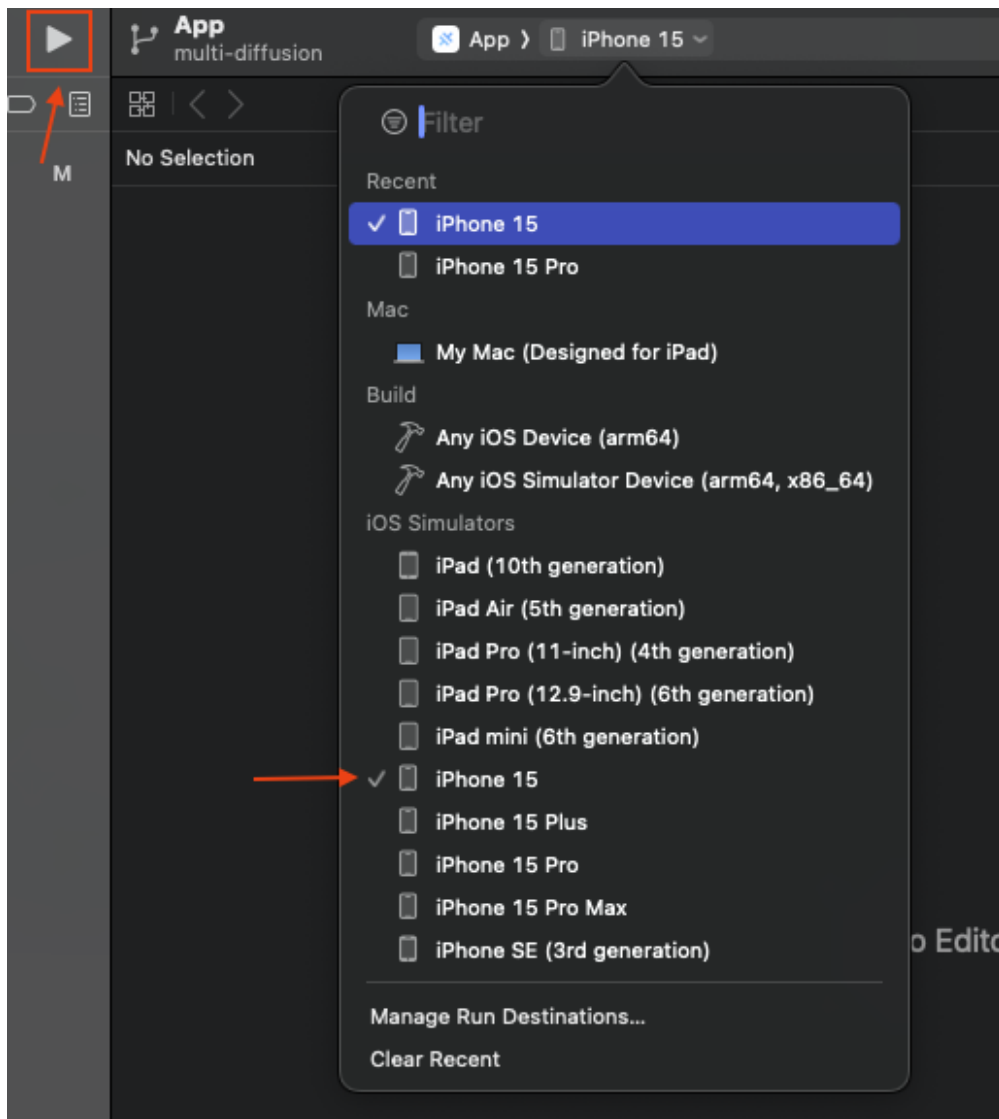 App
multi-diffusion
App
iPhone 15
Filter
No Selection
M
Recent
iPhone 15
iPhone 15 Pro
Mac
My Mac (Designed for iPad)
Build
Any iOS Device (arm64)
Any iOS Simulator Device (arm64, x86_64)
iOS Simulators
iPad (10th generation)
iPad Air (5th generation)
iPad Pro (11-inch) (4th generation)
iPad Pro (12.9-inch) (6th generation)
iPad mini (6th generation)
iPhone 15
iPhone 15 Plus
iPhone 15 Pro
iPhone 15 Pro Max
iPhone SE (3rd generation)
o Edito
Manage Run Destinations...
Clear Recent